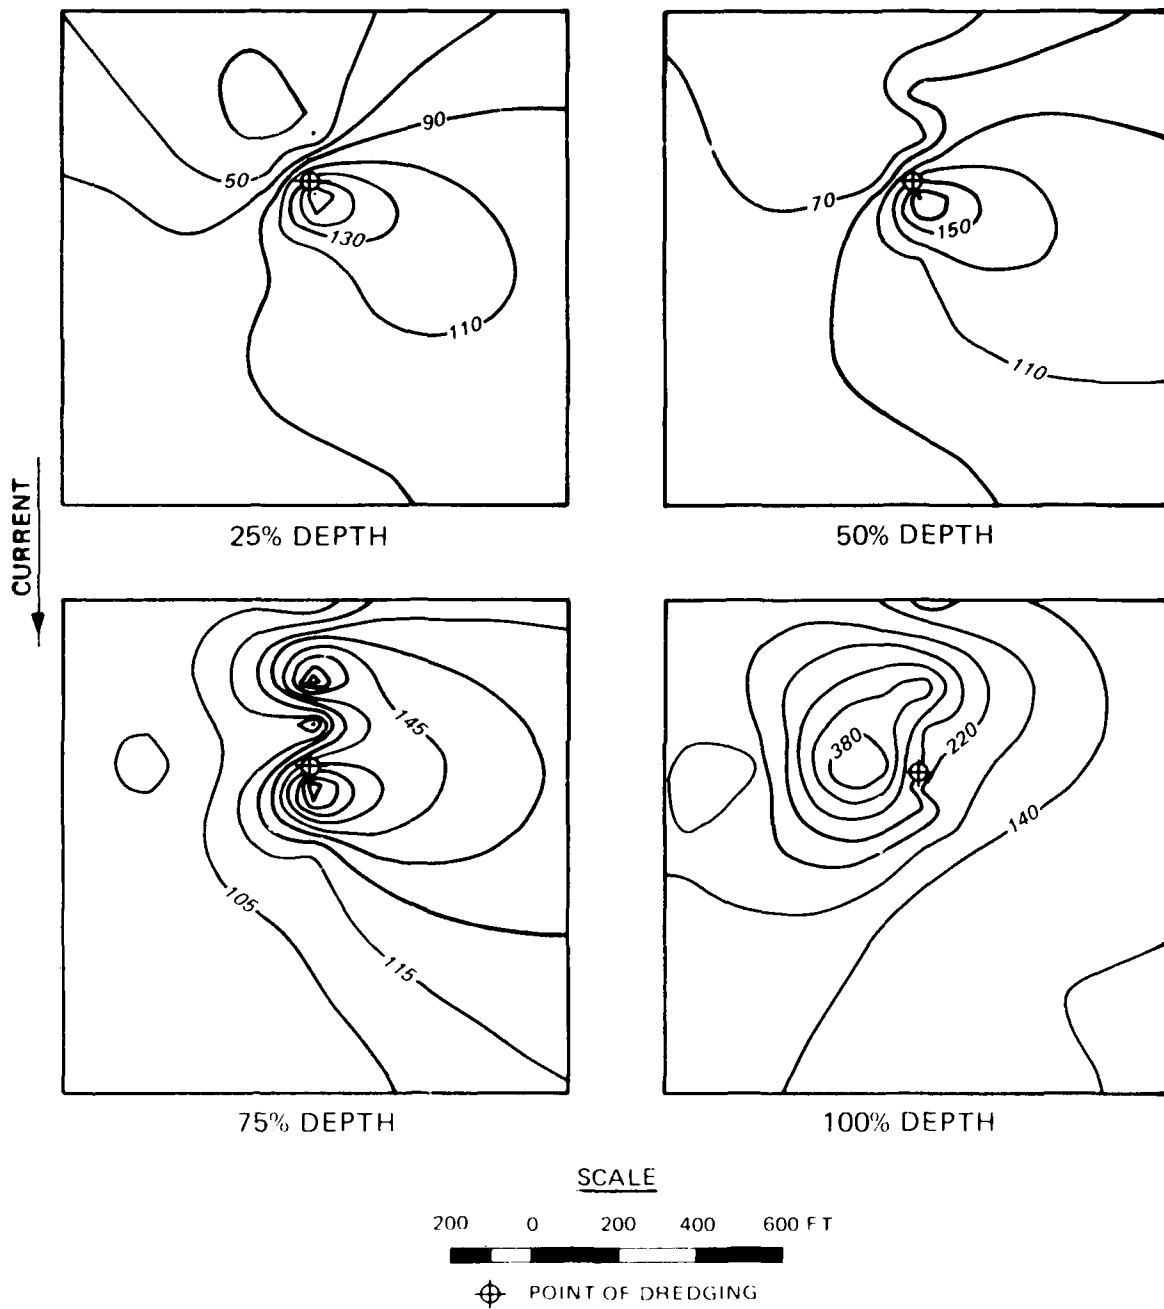 90
50
130
110
25% DEPTH
70
150
110
50% DEPTH
CURRENT
145
105
115
75% DEPTH
380
220
140
100% DEPTH
SCALE
200 0 200 400 600 FT
POINT OF DREDGING